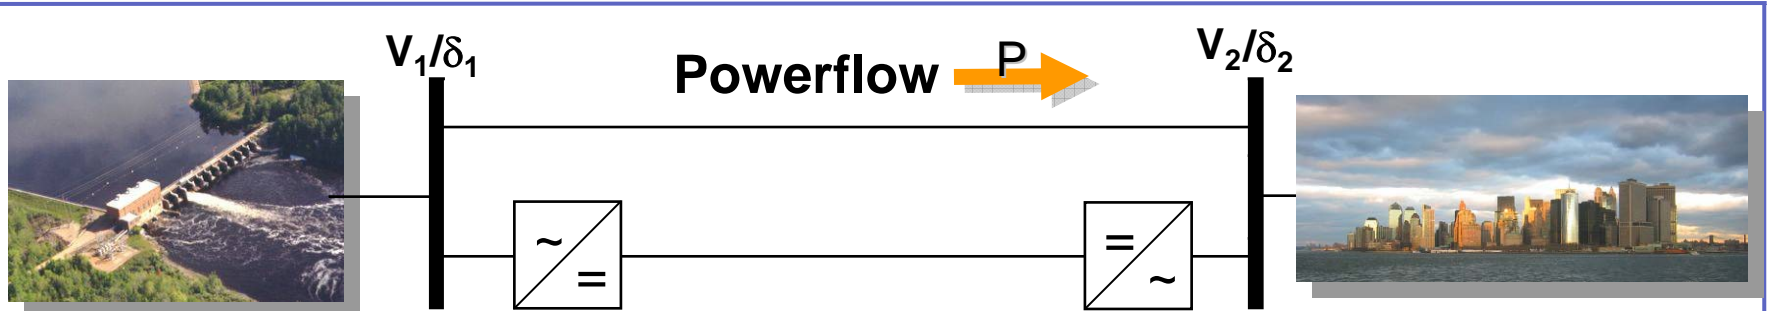 V1/δ1
Powerflow
P
V2/δ2
~
=
=
~